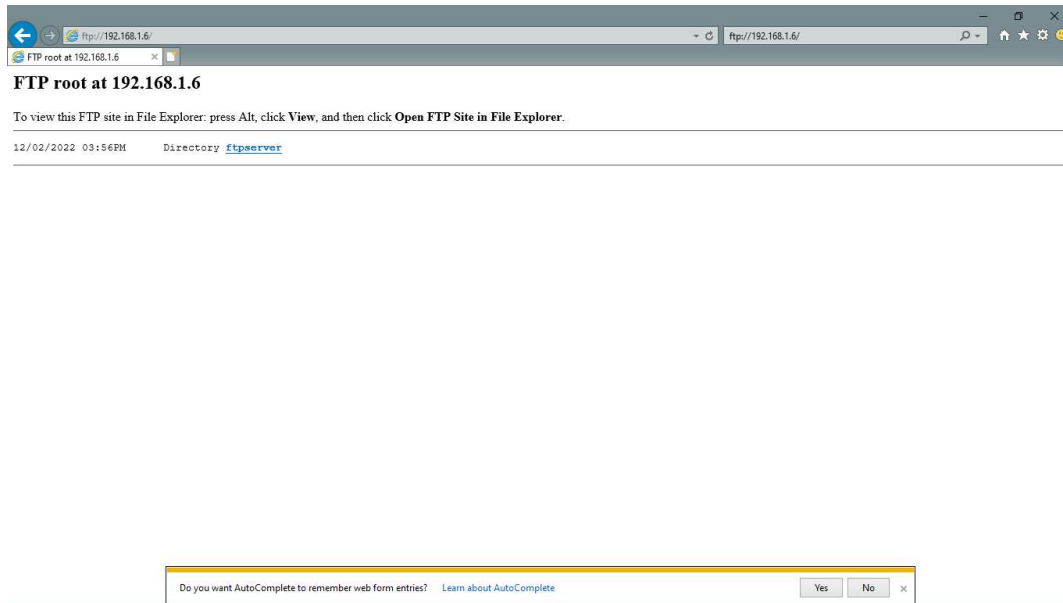 ftp://192.168.1.6/
ftp://192.168.1.6/
FTP root at 192.168.1.6
FTP root at 192.168.1.6
To view this FTP site in File Explorer: press Alt, click View, and then click Open FTP Site in File Explorer.
12/02/2022 03:56PM Directory ftpserver
Do you want AutoComplete to remember web form entries? Learn about AutoComplete Yes No